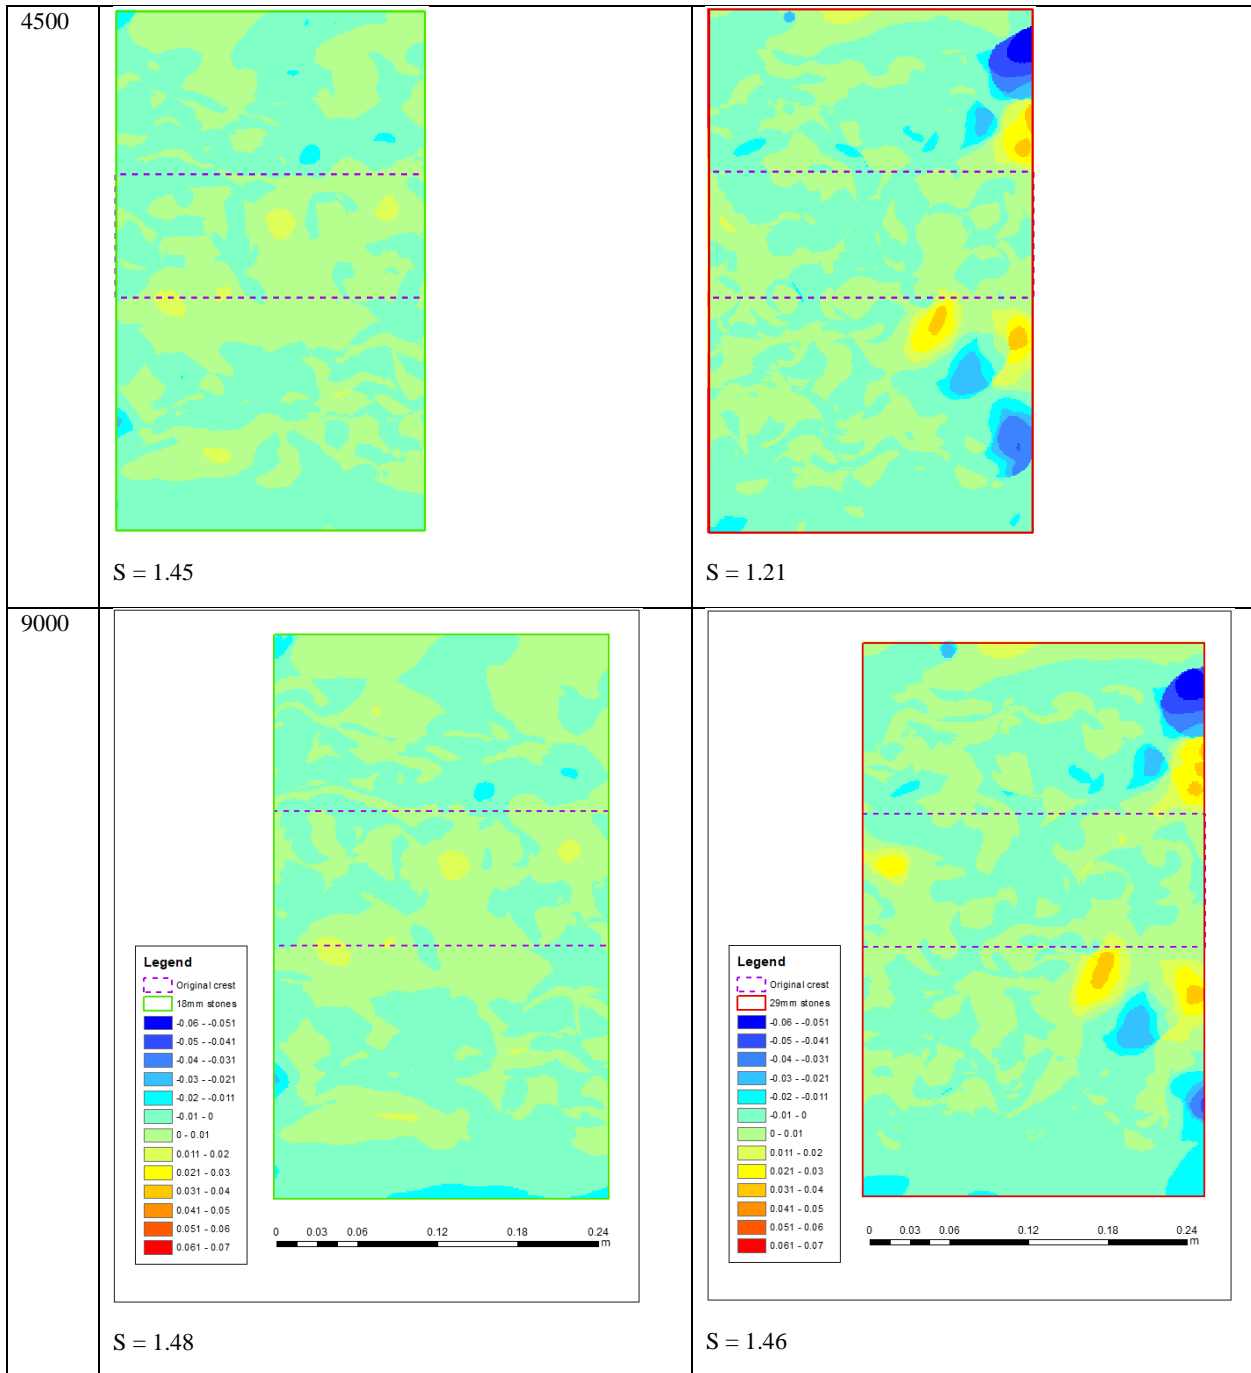 4500
S = 1.45
S = 1.21
9000
Legend
Original crest
18mm stones
-0.06 - -0.051
-0.05 - -0.041
-0.04 - -0.031
-0.03 - -0.021
-0.02 - -0.011
-0.01 - 0
0 - 0.01
0.011 - 0.02
0.021 - 0.03
0.031 - 0.04
0.041 - 0.05
0.051 - 0.06
0.061 - 0.07
0 0.03 0.06 0.12 0.18 0.24
m
S = 1.48
Legend
Original crest
29mm stones
-0.06 - -0.051
-0.05 - -0.041
-0.04 - -0.031
-0.03 - -0.021
-0.02 - -0.011
-0.01 - 0
0 - 0.01
0.011 - 0.02
0.021 - 0.03
0.031 - 0.04
0.041 - 0.05
0.051 - 0.06
0.061 - 0.07
0 0.03 0.06 0.12 0.18 0.24
m
S = 1.46